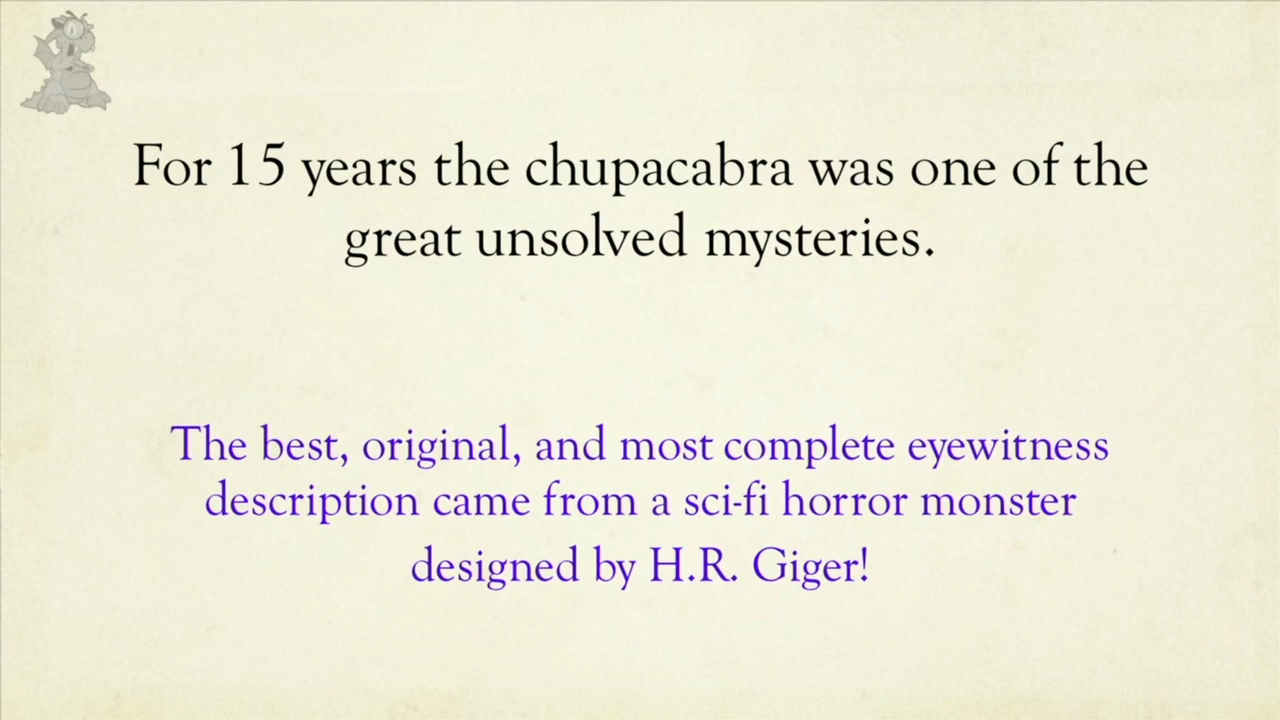 For 15 years the chupacabra was one of the
great unsolved mysteries.
The best, original, and most complete eyewitness
description came from a sci-fi horror monster
designed by H.R. Giger!